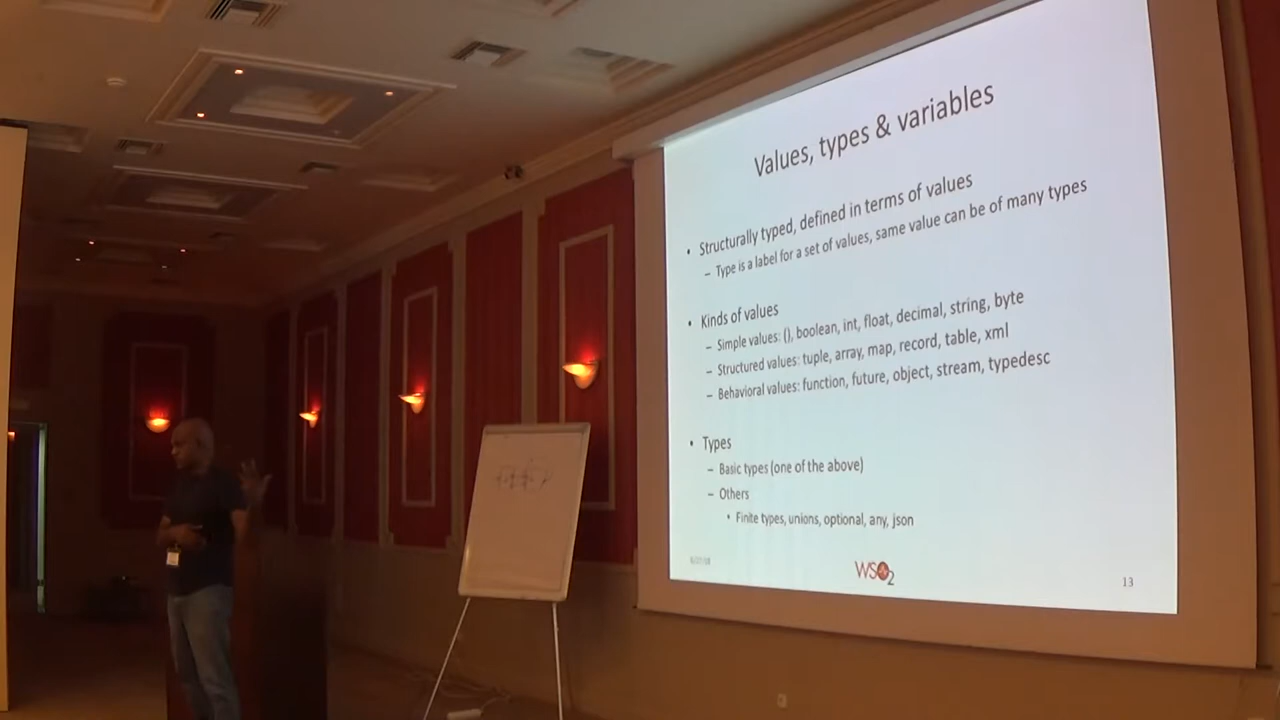 Values, types & variables
• Structurally typed, defined in terms of values
– Type is a label for a set of values, same value can be of many types
• Kinds of values
– Simple values: (), boolean, int, float, decimal, string, byte
– Structured values: tuple, array, map, record, table, xml
– Behavioral values: function, future, object, stream, typedesc
• Types
– Basic types (one of the above)
– Others
• Finite types, unions, optional, any, json
WSO2
13